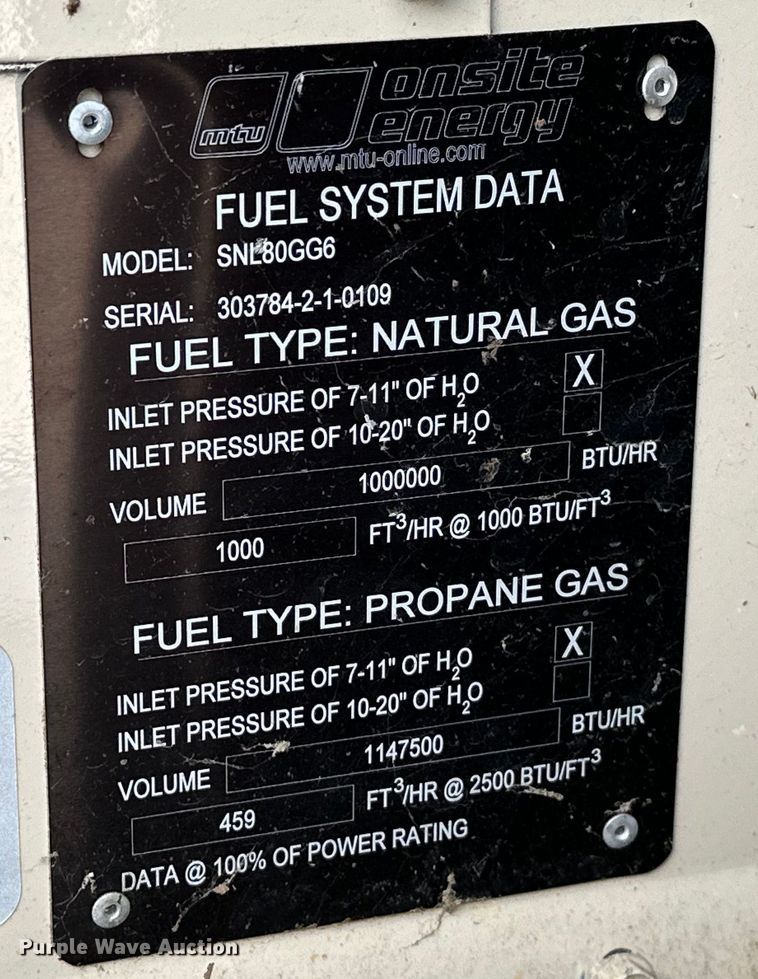 mtu onsite energy
www.mtu-online.com
FUEL SYSTEM DATA
MODEL: SNL80GG6
SERIAL: 303784-2-1-0109
FUEL TYPE: NATURAL GAS
INLET PRESSURE OF 7-11" OF H₂O X
INLET PRESSURE OF 10-20" OF H₂O
VOLUME 1000000 BTU/HR
1000 FT³/HR @ 1000 BTU/FT³
FUEL TYPE: PROPANE GAS
INLET PRESSURE OF 7-11" OF H₂O X
INLET PRESSURE OF 10-20" OF H₂O
VOLUME 1147500 BTU/HR
459 FT³/HR @ 2500 BTU/FT³
DATA @ 100% OF POWER RATING
Purple Wave Auction